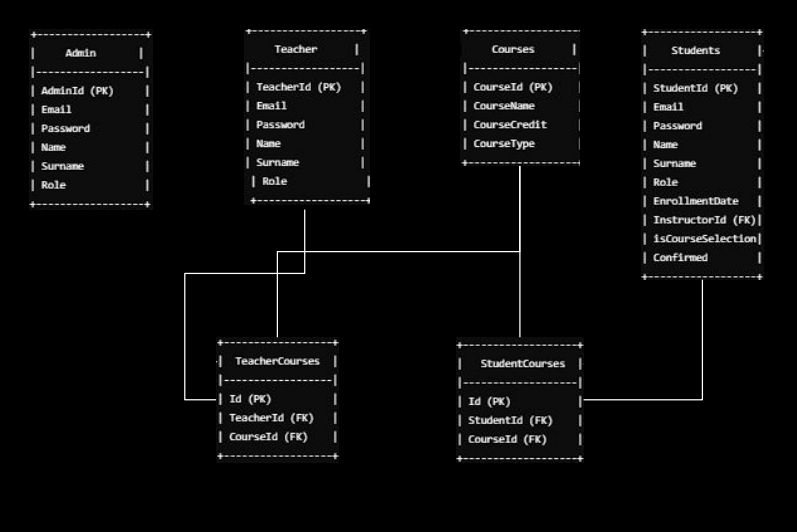 Admin
AdminId (PK)
Email
Password
Name
Surname
Role
Teacher
TeacherId (PK)
Email
Password
Name
Surname
Role
Courses
CourseId (PK)
CourseName
CourseCredit
CourseType
Students
StudentId (PK)
Email
Password
Name
Surname
Role
EnrollmentDate
InstructorId (FK)
isCourseSelection
Confirmed
TeacherCourses
Id (PK)
TeacherId (FK)
CourseId (FK)
StudentCourses
Id (PK)
StudentId (FK)
CourseId (FK)